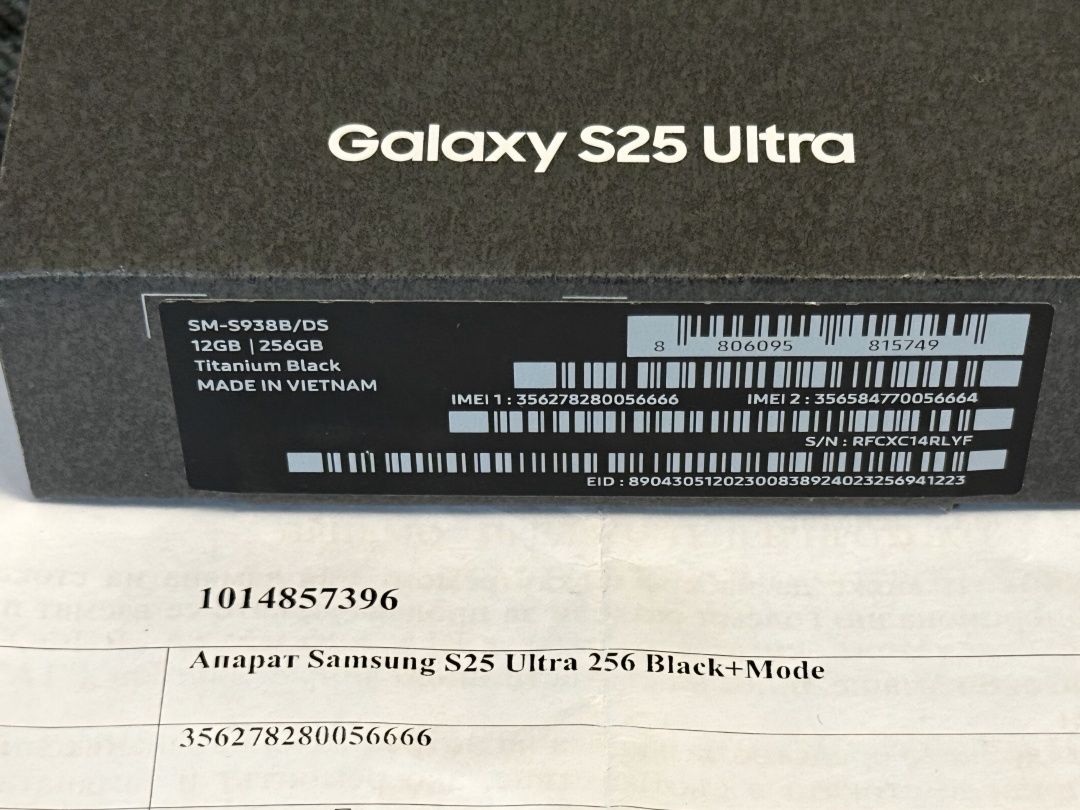 Galaxy S25 Ultra
SM-S938B/DS
12GB | 256GB
Titanium Black
MADE IN VIETNAM
8 806095 815749
IMEI 1 : 356278280056666 IMEI 2 : 356584770056664
S/N : RFCXC14RLYF
EID : 89043051202300838924023256941223
1014857396
Апарат Samsung S25 Ultra 256 Black+Mode
356278280056666